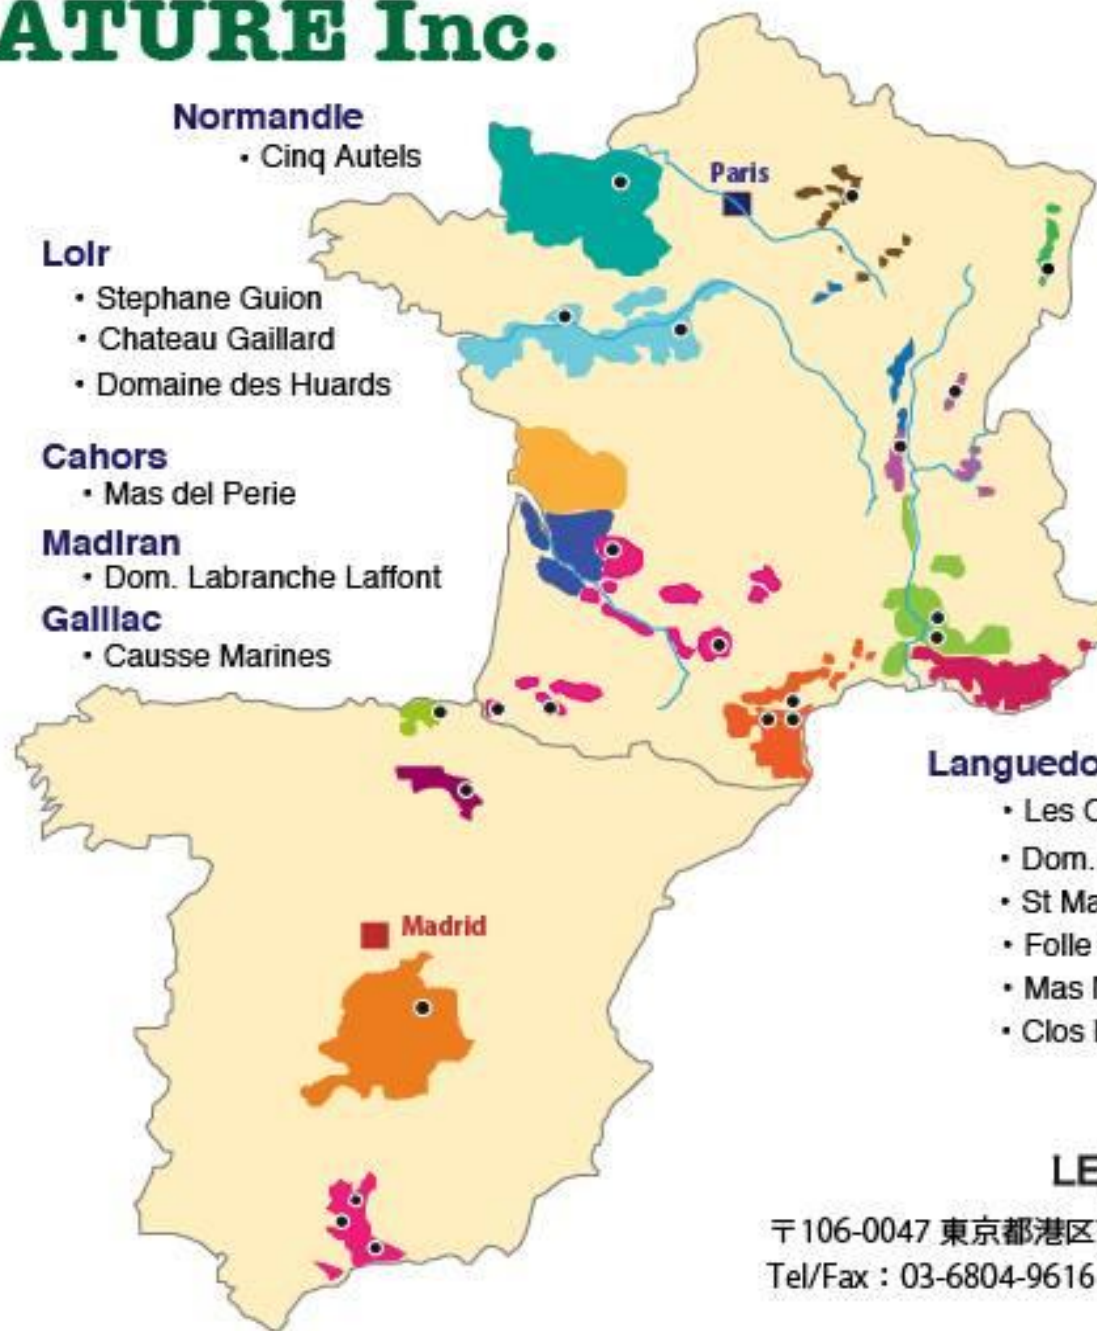 ATURE Inc.
Normandie
・Cinq Autels
Paris
Loir
・Stephane Guion
・Chateau Gaillard
・Domaine des Huards
Cahors
・Mas del Perie
Madiran
・Dom. Labranche Laffont
Gaillac
・Causse Marines
Languedo
・Les C
・Dom.
・St Ma
・Folle
・Mas
・Clos
Madrid
LE
〒106-0047 東京都港区
Tel/Fax：03-6804-9616